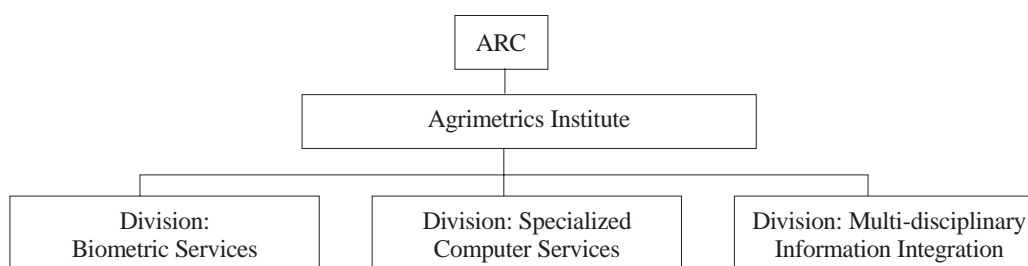 ARC
Agrimetrics Institute
Division:
Biometric Services
Division: Specialized
Computer Services
Division: Multi-disciplinary
Information Integration